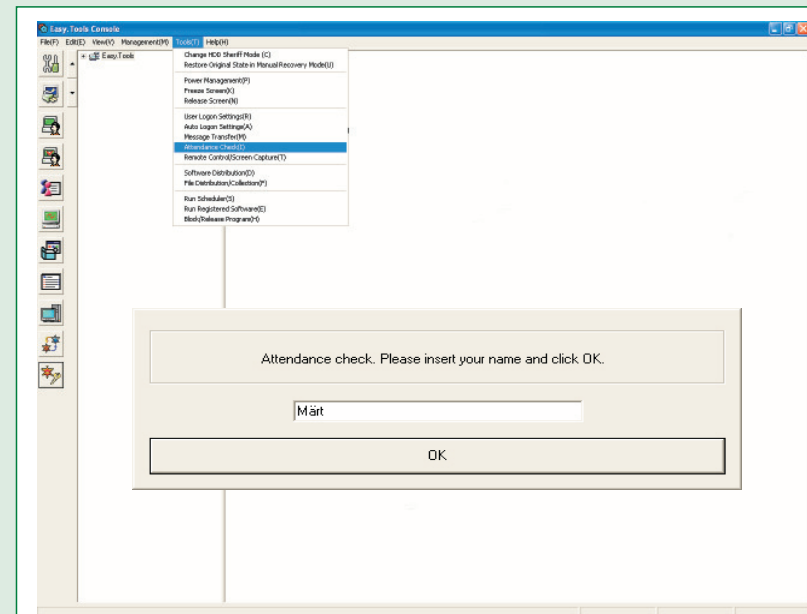 Easy.Tools Console
File(F) Edit(E) View(V) Management(M) Tools(T) Help(H)
Easy.Tools
Change HDD Sheriff Mode (C)
Restore Original State in Manual Recovery Mode(U)
Power Management(P)
Freeze Screen(K)
Release Screen(N)
User Logon Settings(R)
Auto Logon Settings(A)
Message Transfer(M)
Attendance Check(I)
Remote Control/Screen Capture(T)
Software Distribution(D)
File Distribution/Collection(F)
Run Scheduler(S)
Run Registered Software(E)
Block/Release Program(H)
Attendance check. Please insert your name and click OK.
Märt
OK